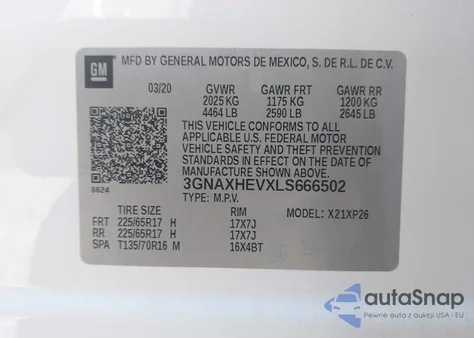 GM
MFD BY GENERAL MOTORS DE MEXICO, S. DE R.L. DE C.V.
03/20 GVWR GAWR FRT GAWR RR
2025 KG 1175 KG 1200 KG
4464 LB 2590 LB 2645 LB
THIS VEHICLE CONFORMS TO ALL
APPLICABLE U.S. FEDERAL MOTOR
VEHICLE SAFETY AND THEFT
PREVENTION STANDARDS IN
EFFECT ON THE DATE OF
MANUFACTURE SHOWN ABOVE.
8624
3GNAXHEVXLS666502
TYPE: M.P.V.
TIRE SIZE RIM MODEL: X21XP26
FRT 225/65R17 H 17X7J
RR 225/65R17 H 17X7J
SPA T135/70R16 M 16X4BT
autoSnap
Pewne auta z aukcji USA i EU